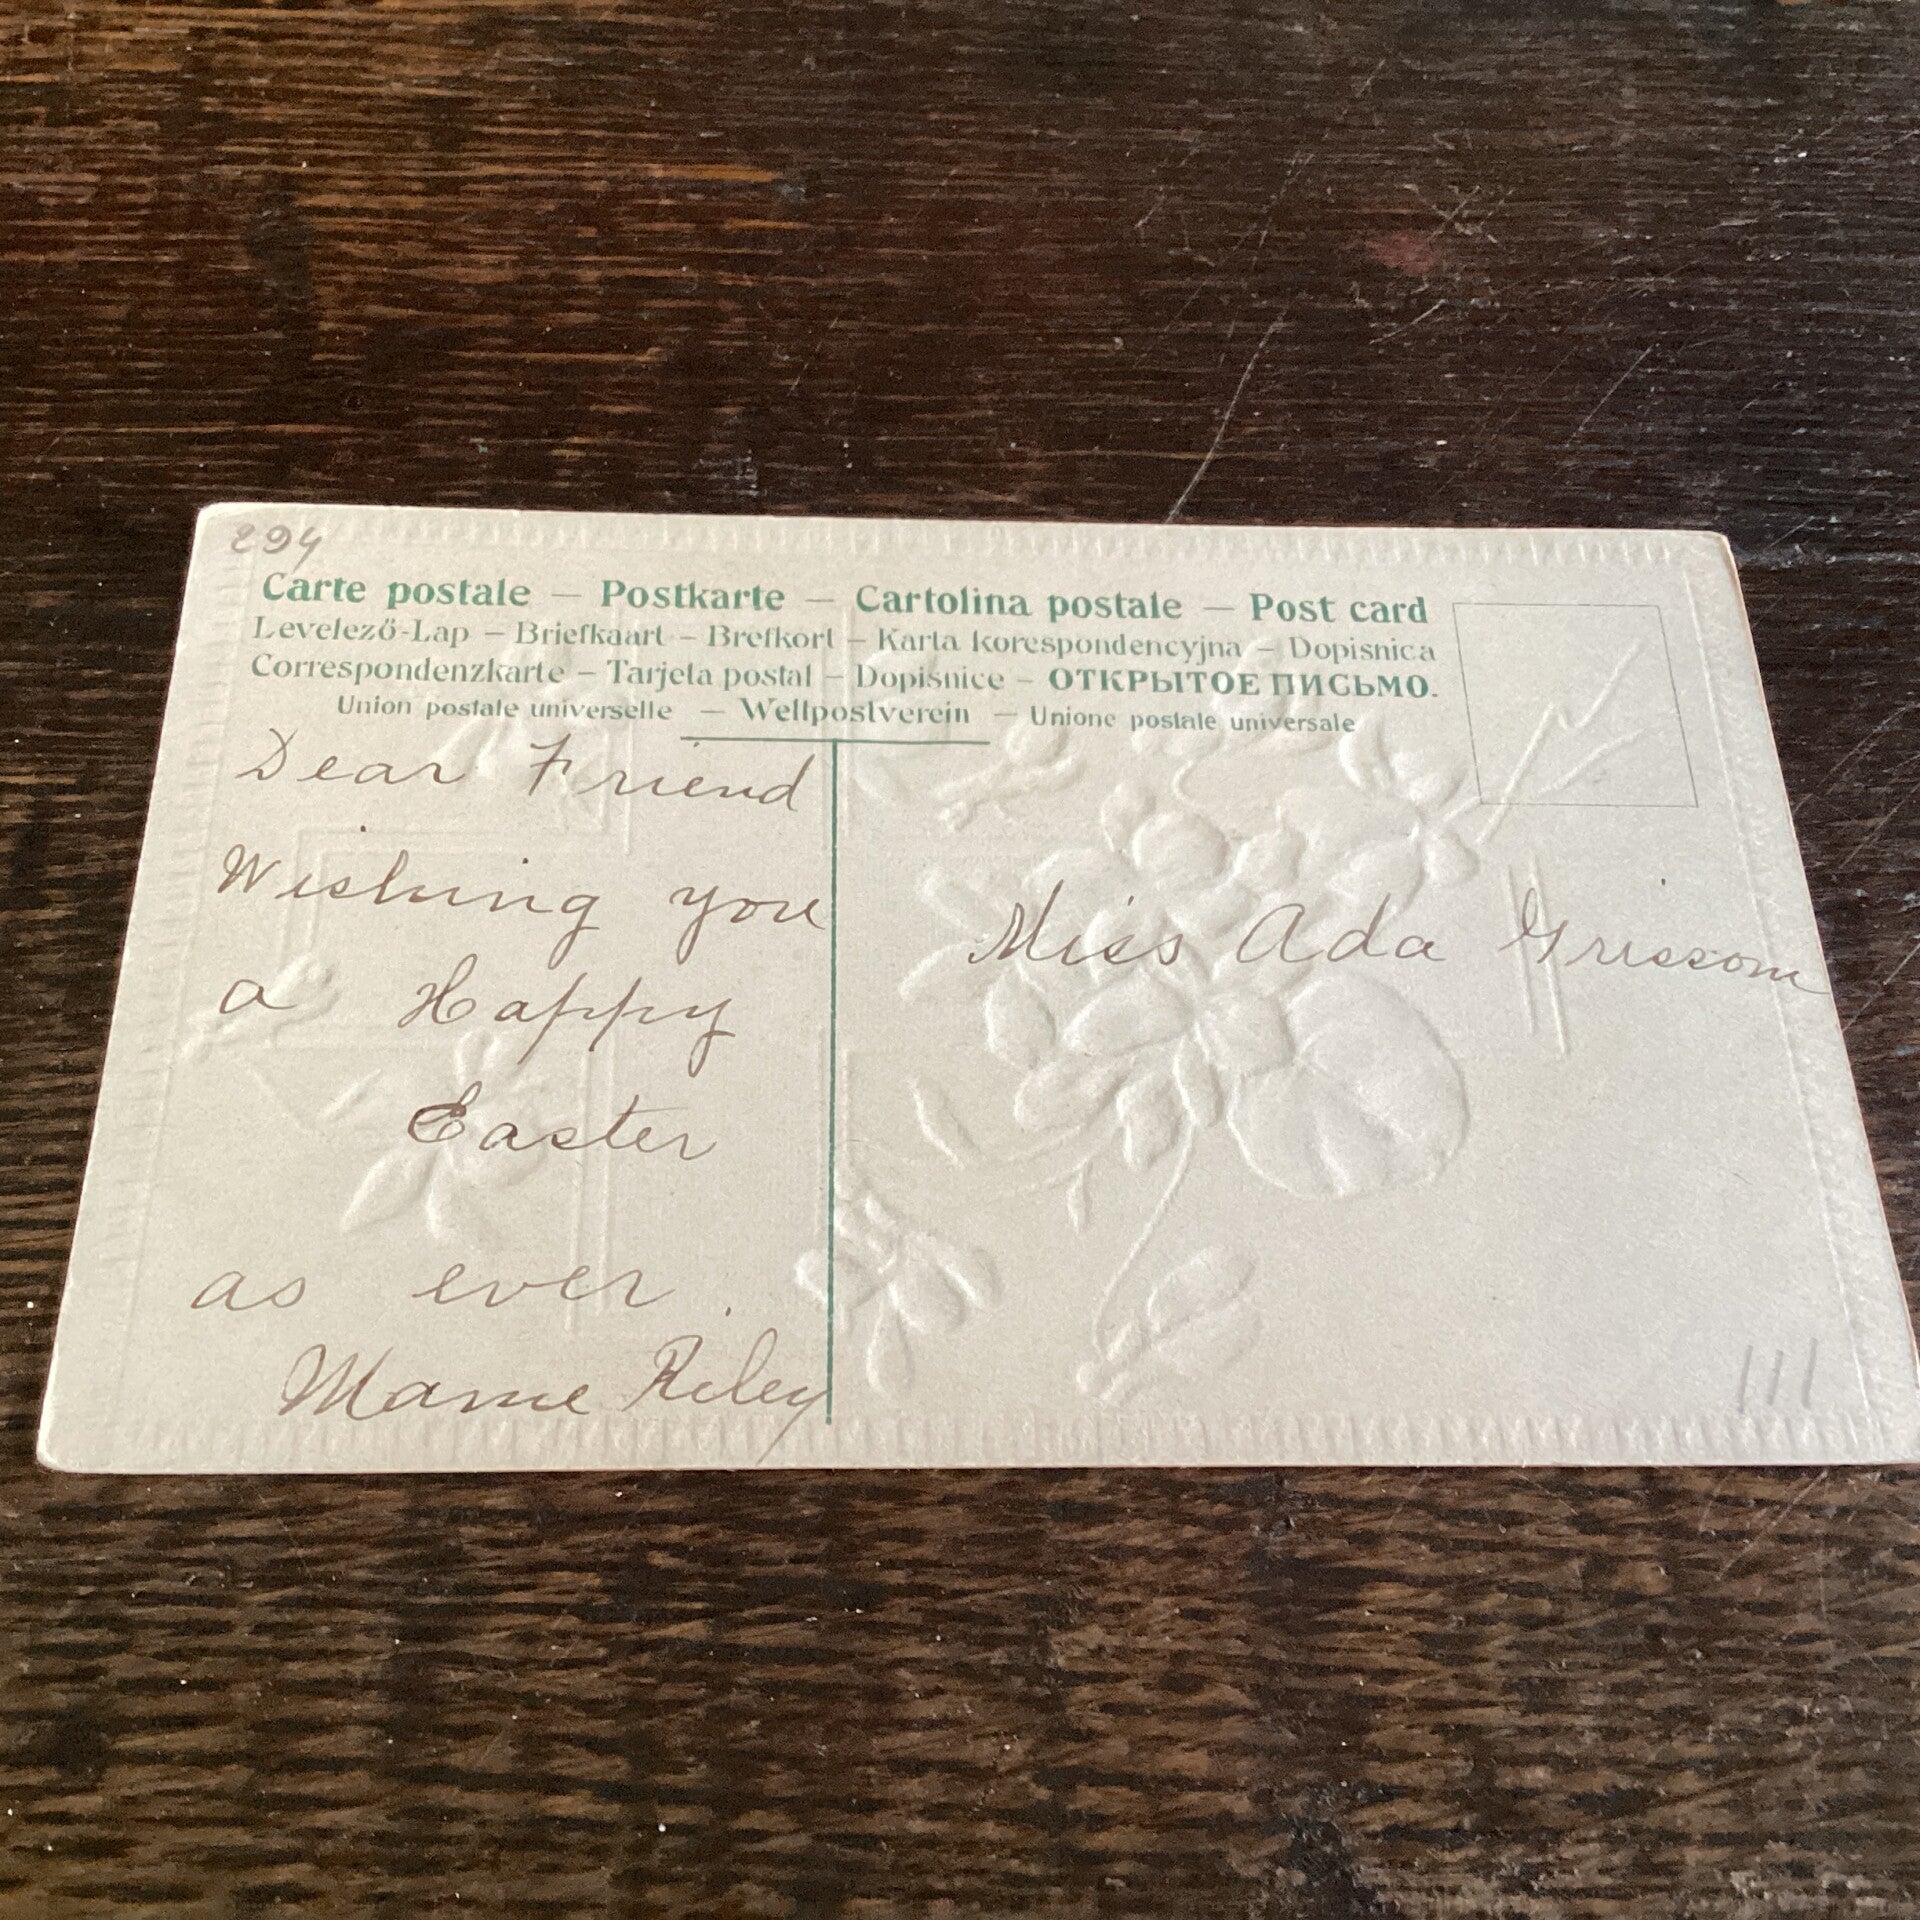 294
Carte postale — Postkarte — Cartolina postale — Post card
Levelező-Lap — Briefkaart — Brefkort — Karta korespondencyjna — Dopisnica
Correspondenzkarte — Tarjeta postal — Dopisnice — ОТКРЫТОЕ ПИСЬМО.
Union postale universelle — Weltpostverein — Unione postale universale
Dear Friend
Wishing you
a Happy
Easter
as ever.
Mamie Riley
Miss Ada Grissom
111